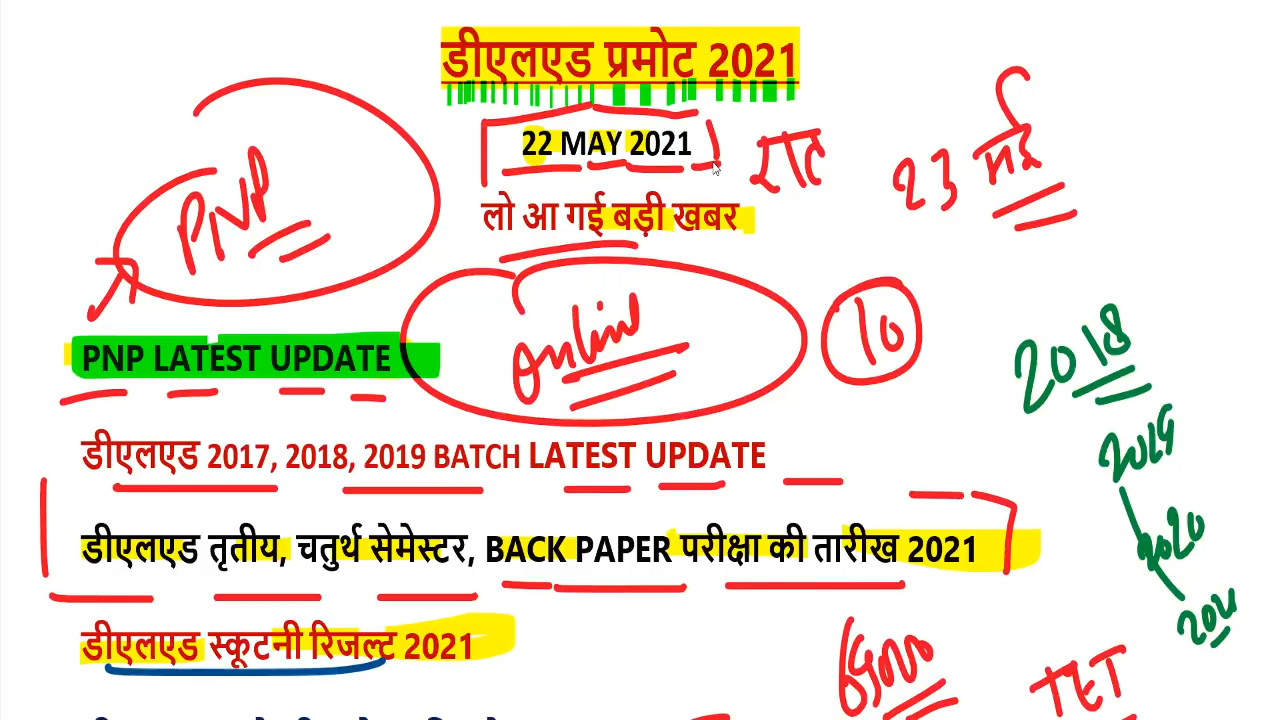 डीएलएड प्रमोट 2021
22 MAY 2021
रात
23 मई
लो आ गई बड़ी खबर
PNP
online
10
PNP LATEST UPDATE
2018
2019
2020
डीएलएड 2017, 2018, 2019 BATCH LATEST UPDATE
डीएलएड तृतीय, चतुर्थ सेमेस्टर, BACK PAPER परीक्षा की तारीख 2021
डीएलएड स्कूटनी रिजल्ट 2021
69000
TET